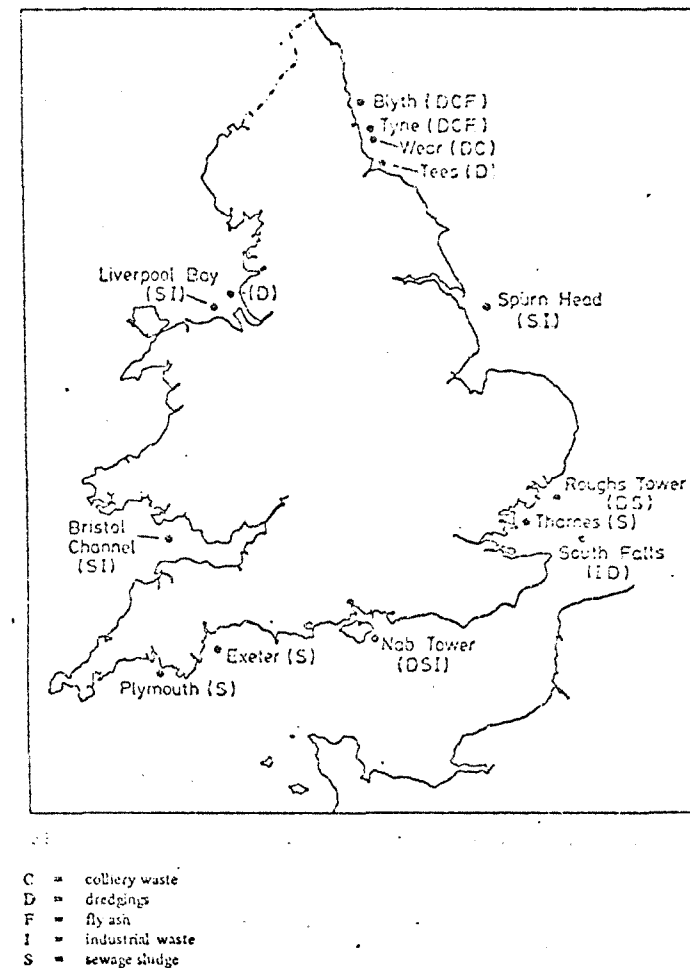 Blyth (DCF)
Tyne (DCF)
Wear (DC)
Tees (D)
Liverpool Bay
(SI)
(D)
Spurn Head
(SI)
Roughs Tower
(DS)
Thames (S)
South Falls
(ID)
Bristol
Channel
(SI)
Nab Tower
(DSI)
Exeter (S)
Plymouth (S)
C = colliery waste
D = dredgings
F = fly ash
I = industrial waste
S = sewage sludge